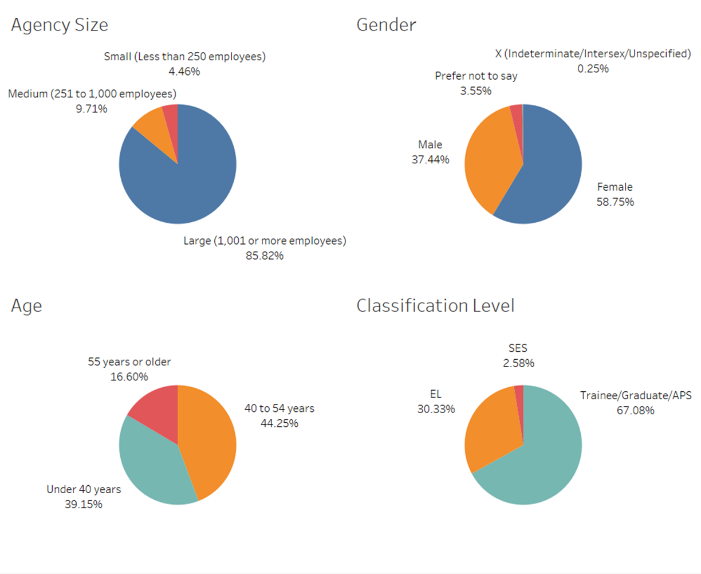 Agency Size
Small (Less than 250 employees)
4.46%
Medium (251 to 1,000 employees)
9.71%
Large (1,001 or more employees)
85.82%
Gender
X (Indeterminate/Intersex/Unspecified)
0.25%
Prefer not to say
3.55%
Male
37.44%
Female
58.75%
Age
55 years or older
16.60%
40 to 54 years
44.25%
Under 40 years
39.15%
Classification Level
SES
2.58%
EL
30.33%
Trainee/Graduate/APS
67.08%